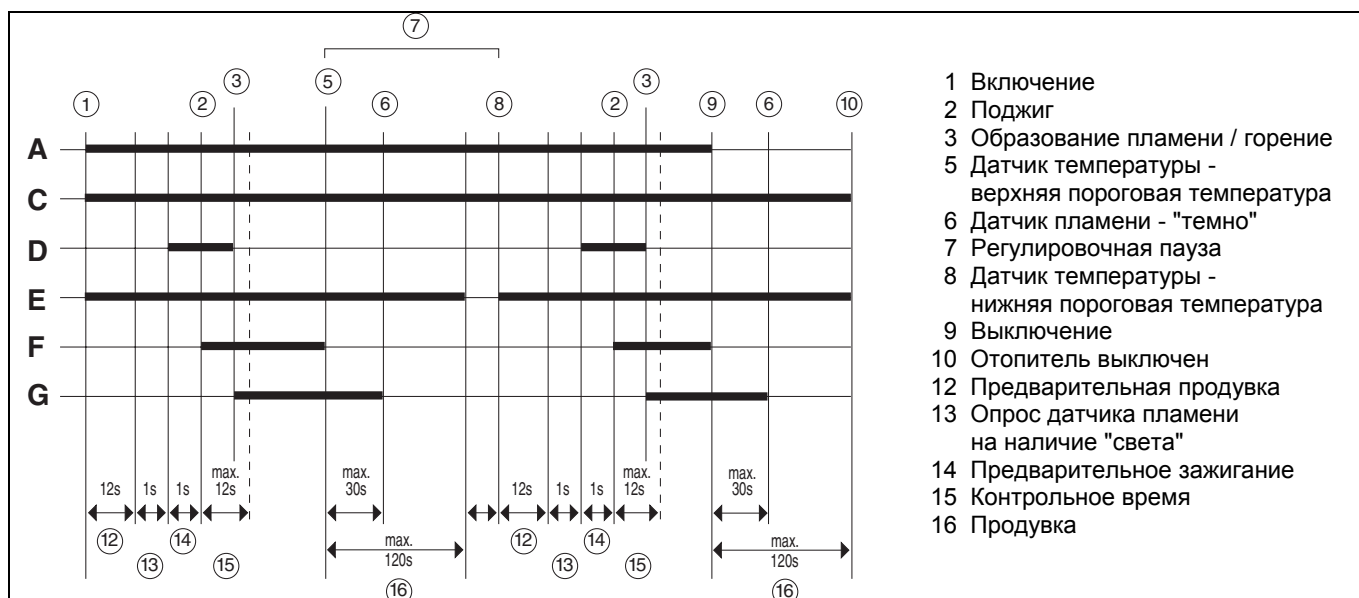 7
3 5 3
1 2 6 8 2 9 6 10
A
C
D
E
F
G
max. max. max. max.
12s 1s 1s 12s 30s 12s 1s 1s 12s 30s
12 14 max. 12 14 max.
120s 120s
13 15 13 15
16 16
1 Включение
2 Поджиг
3 Образование пламени / горение
5 Датчик температуры -
верхняя пороговая температура
6 Датчик пламени - "темно"
7 Регулировочная пауза
8 Датчик температуры -
нижняя пороговая температура
9 Выключение
10 Отопитель выключен
12 Предварительная продувка
13 Опрос датчика пламени
на наличие "света"
14 Предварительное зажигание
15 Контрольное время
16 Продувка